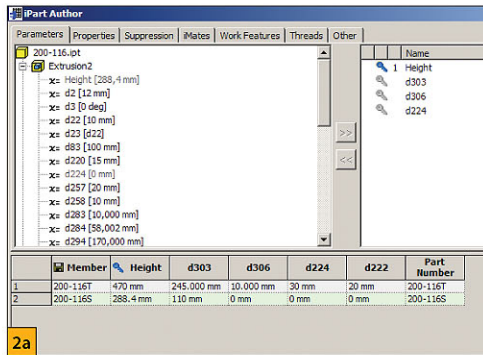 iPart Author
Parameters Properties Suppression iMates Work Features Threads Other
200-116.ipt
Extrusion2
x= Height [288,4 mm]
x= d2 [12 mm]
x= d3 [0 deg]
x= d22 [10 mm]
x= d23 [d22]
x= d83 [100 mm]
x= d220 [15 mm]
x= d224 [0 mm]
x= d257 [20 mm]
x= d258 [10 mm]
x= d283 [10,000 mm]
x= d284 [58,002 mm]
x= d294 [170,000 mm]
>>
<<
Name
1 Height
d303
d306
d224
Member Height d303 d306 d224 d222 Part Number
1 200-116T 470 mm 245.000 mm 10.000 mm 30 mm 20 mm 200-116T
2 200-116S 288.4 mm 110 mm 0 mm 0 mm 0 mm 200-116S
2a